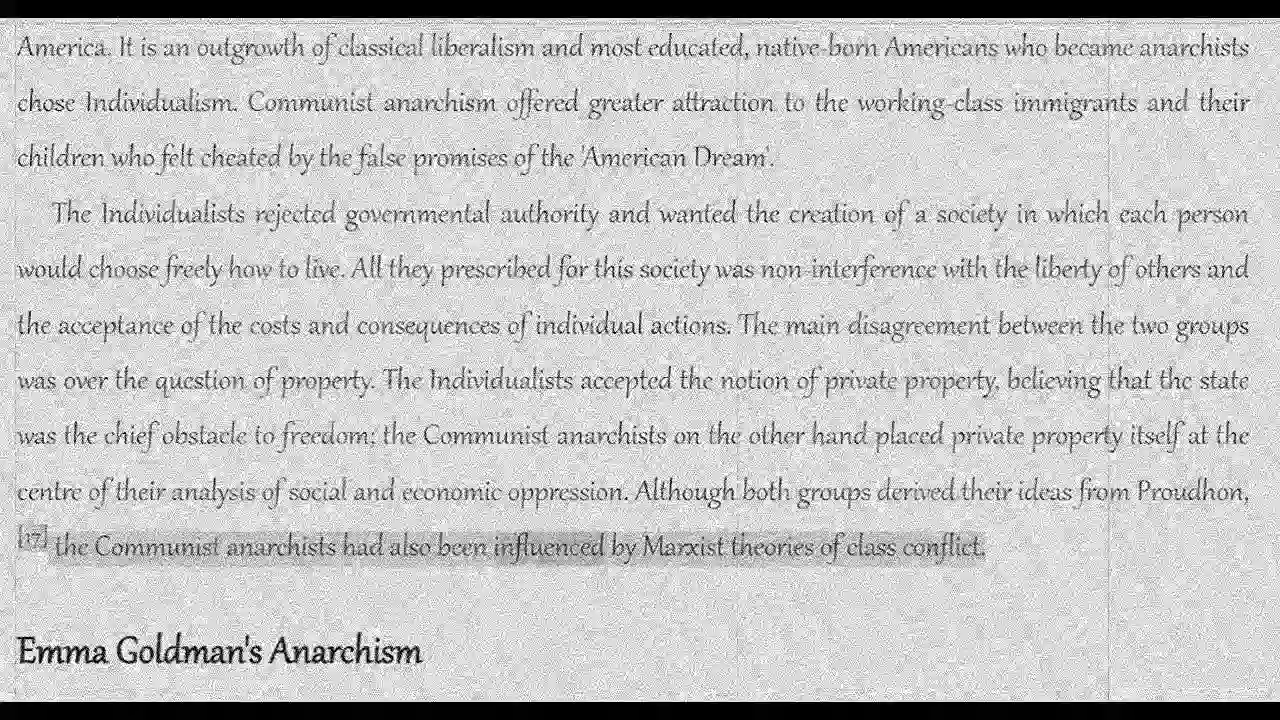 America. It is an outgrowth of classical liberalism and most educated, native-born Americans who became anarchists
chose Individualism. Communist anarchism offered greater attraction to the working-class immigrants and their
children who felt cheated by the false promises of the 'American Dream'.
The Individualists rejected governmental authority and wanted the creation of a society in which each person
would choose freely how to live. All they prescribed for this society was non-interference with the liberty of others and
the acceptance of the costs and consequences of individual actions. The main disagreement between the two groups
was over the question of property. The Individualists accepted the notion of private property, believing that the state
was the chief obstacle to freedom; the Communist anarchists on the other hand placed private property itself at the
centre of their analysis of social and economic oppression. Although both groups derived their ideas from Proudhon,
[17] the Communist anarchists had also been influenced by Marxist theories of class conflict.
Emma Goldman's Anarchism